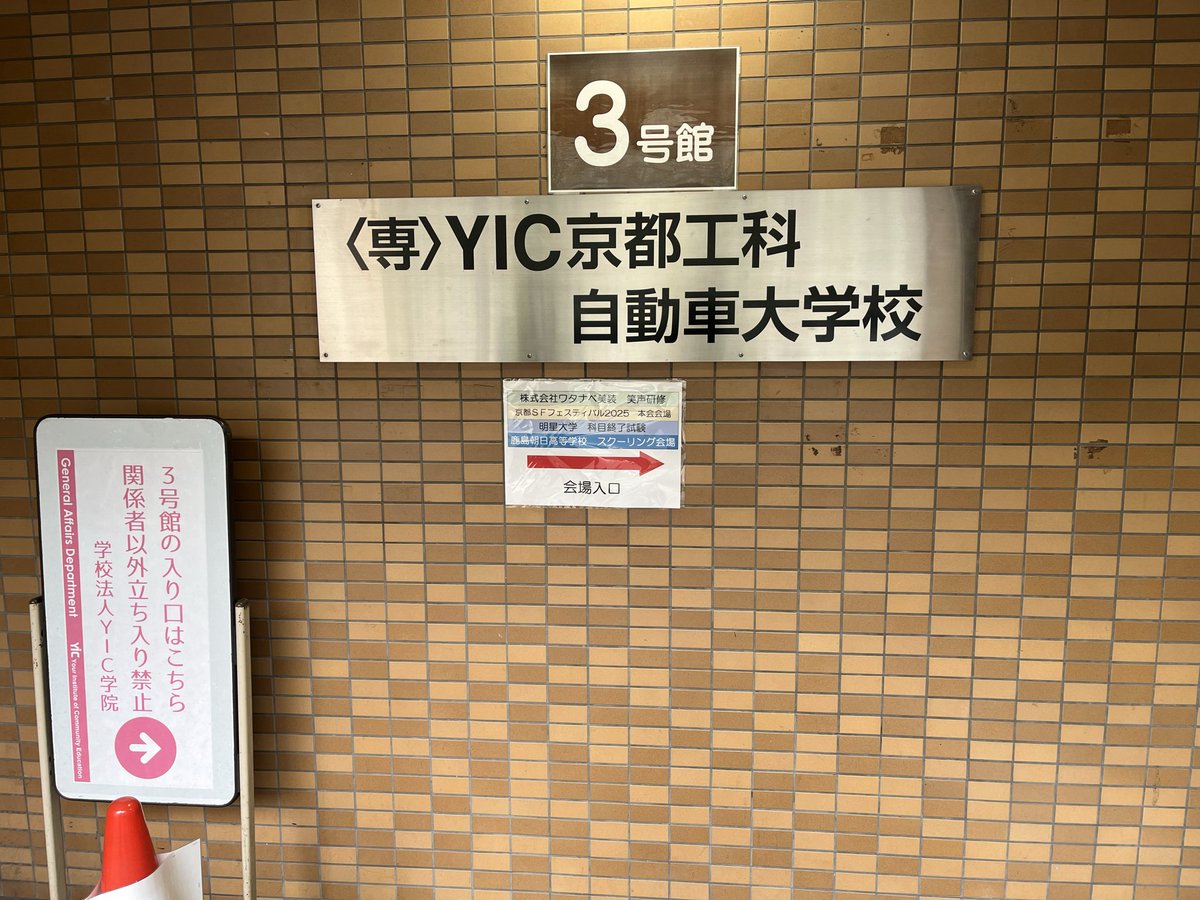 3号館
〈専〉YIC京都工科
自動車大学校
株式会社ワタナベ美装 笑声研修
京都SFフェスティバル2025 本会会場
明星大学 科目終了試験
鹿島朝日高等学校 スクーリング会場
会場入口
3号館の入り口はこちら
関係者以外立ち入り禁止
学校法人YIC学院
General Affairs Department
YIC Your Institute of Community Education